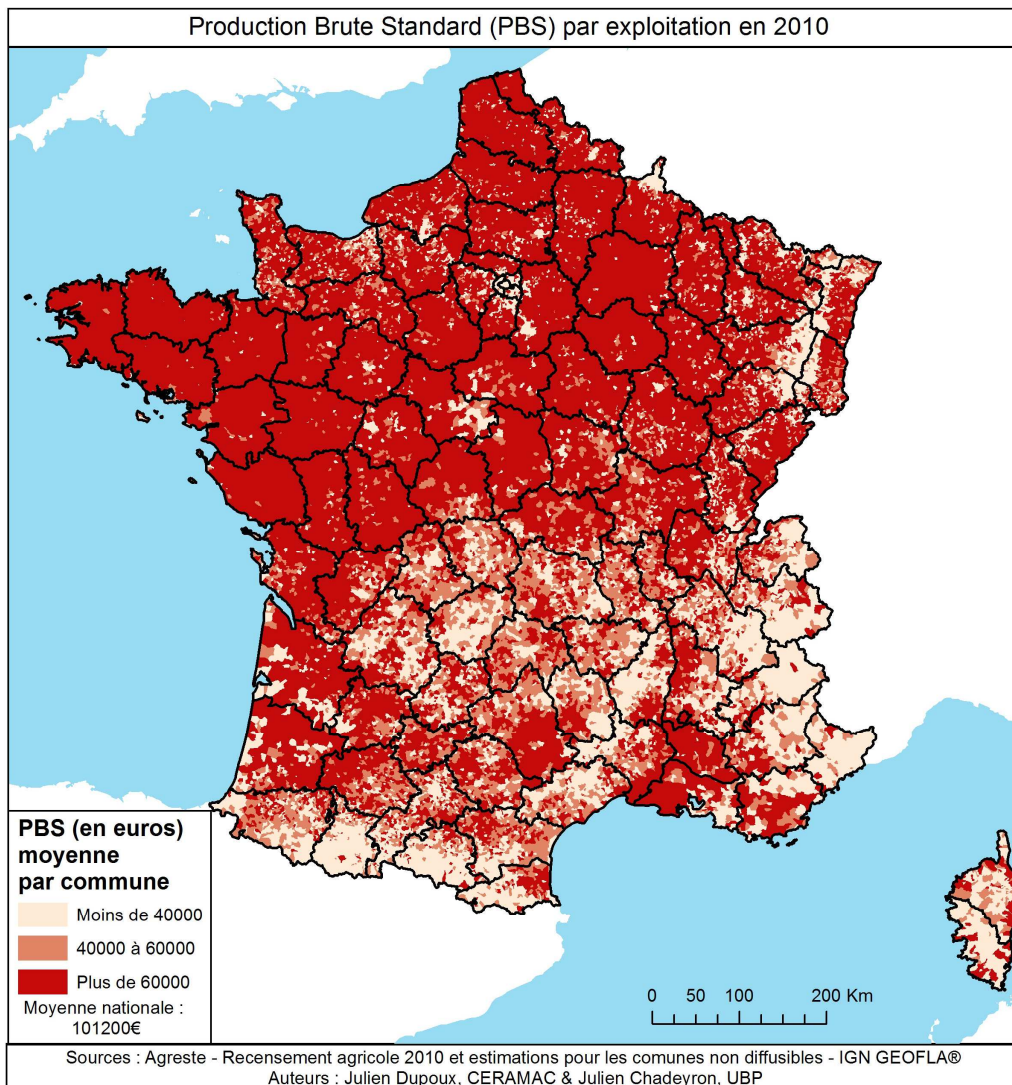 Production Brute Standard (PBS) par exploitation en 2010
PBS (en euros)
moyenne
par commune
Moins de 40000
40000 à 60000
Plus de 60000
Moyenne nationale :
101200€
0 50 100 200 Km
Sources : Agreste - Recensement agricole 2010 et estimations pour les comunes non diffusibles - IGN GEOFLA®
Auteurs : Julien Dupoux, CERAMAC & Julien Chadeyron, UBP